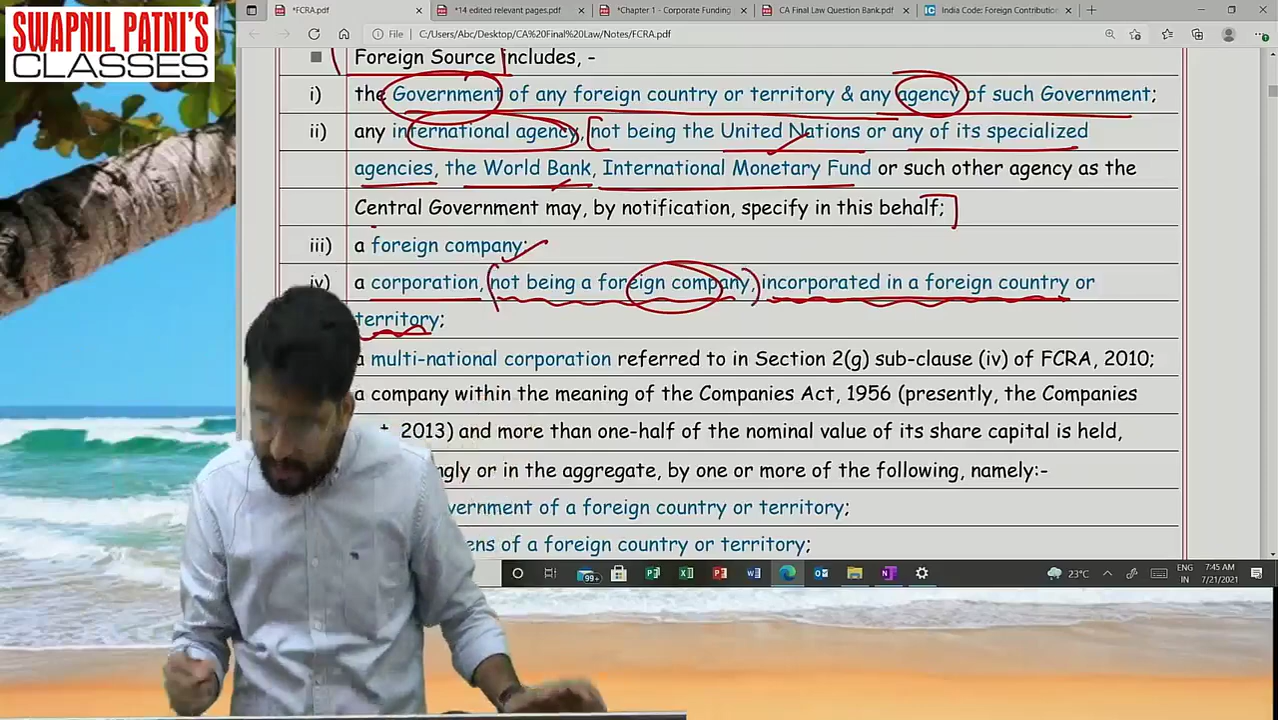 SWAPNIL PATNI'S
CLASSES
*FCRA.pdf
*14 edited relevant pages.pdf
*Chapter 1 - Corporate Funding
CA Final Law Question Bank.pdf
India Code: Foreign Contributio
File C:/Users/Abc/Desktop/CA%20Final%20Law/Notes/FCRA.pdf
Foreign Source includes, -
i) the Government of any foreign country or territory & any agency of such Government;
ii) any international agency, not being the United Nations or any of its specialized
agencies, the World Bank, International Monetary Fund or such other agency as the
Central Government may, by notification, specify in this behalf;
iii) a foreign company;
iv) a corporation, not being a foreign company, incorporated in a foreign country or
territory;
multi-national corporation referred to in Section 2(g) sub-clause (iv) of FCRA, 2010;
a company within the meaning of the Companies Act, 1956 (presently, the Companies
2013) and more than one-half of the nominal value of its share capital is held,
or in the aggregate, by one or more of the following, namely:-
of a foreign country or territory;
of a foreign country or territory;
99+
23°C
ENG
IN
7:45 AM
7/21/2021